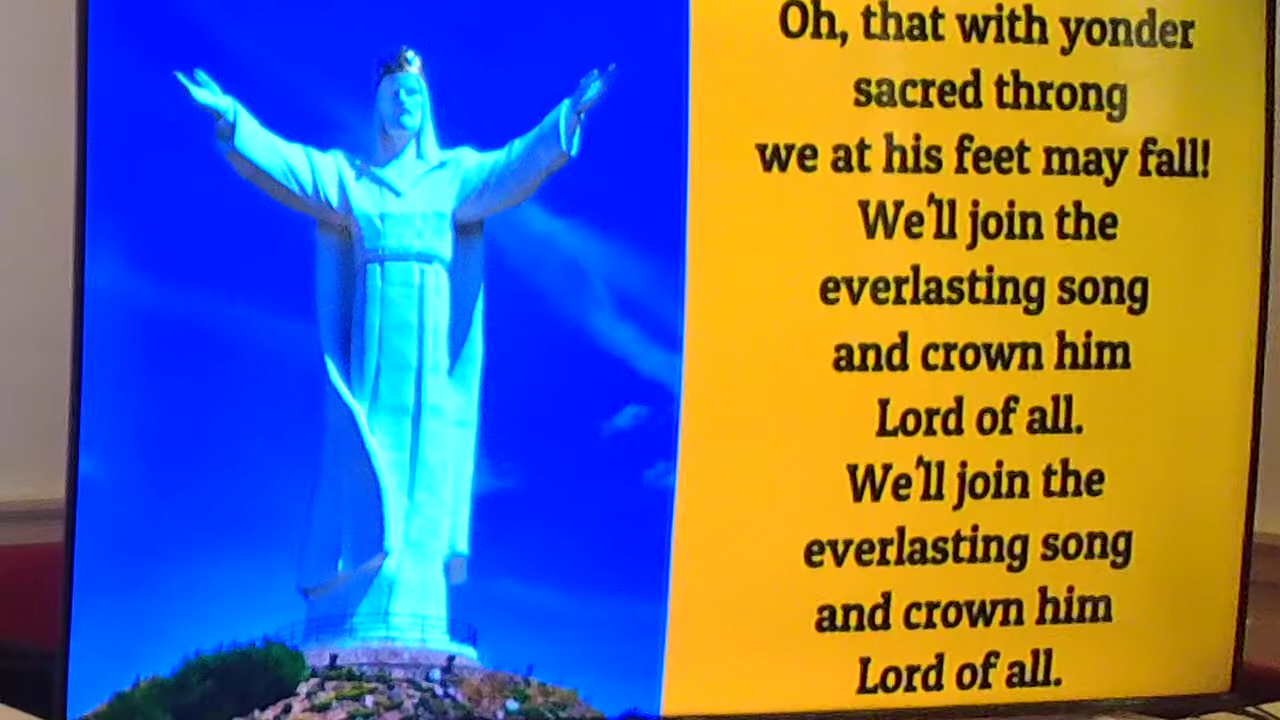 Oh, that with yonder
sacred throng
we at his feet may fall!
We'll join the
everlasting song
and crown him
Lord of all.
We'll join the
everlasting song
and crown him
Lord of all.